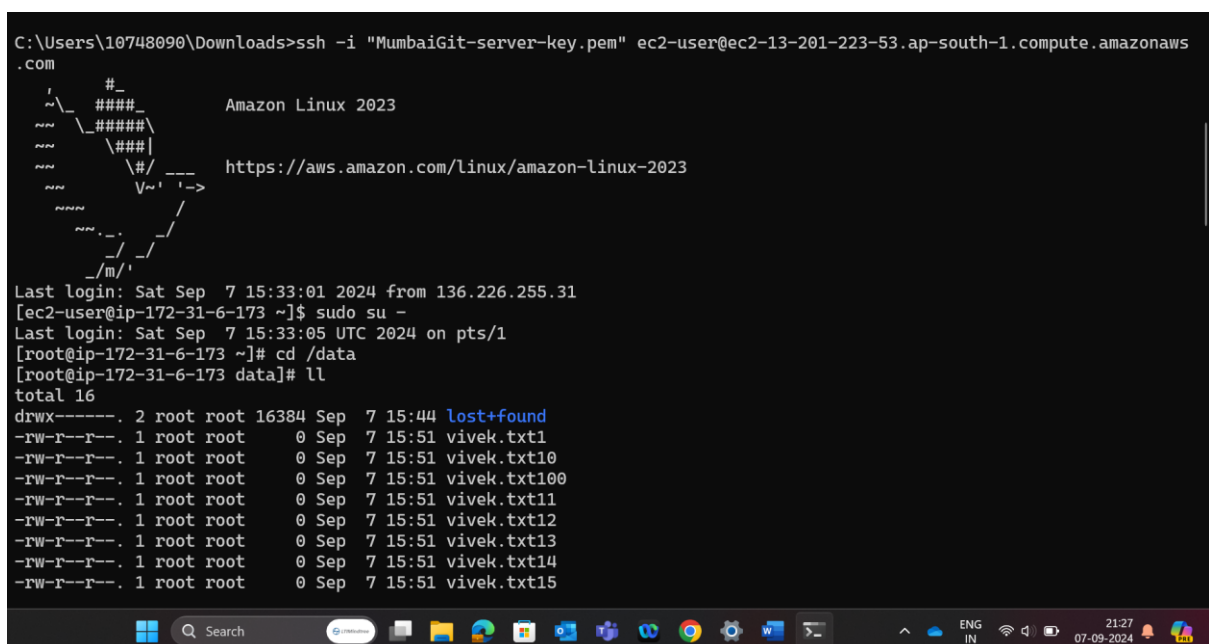 C:\Users\10748090\Downloads>ssh -i "MumbaiGit-server-key.pem" ec2-user@ec2-13-201-223-53.ap-south-1.compute.amazonaws
.com
   ,     #_
   ~\_  ####_        Amazon Linux 2023
  ~~  \_#####\
  ~~     \###|
  ~~       \#/ ___   https://aws.amazon.com/linux/amazon-linux-2023
   ~~       V~' '->
    ~~~         /
      ~~._.   _/
         _/ _/
       _/m/'
Last login: Sat Sep  7 15:33:01 2024 from 136.226.255.31
[ec2-user@ip-172-31-6-173 ~]$ sudo su -
Last login: Sat Sep  7 15:33:05 UTC 2024 on pts/1
[root@ip-172-31-6-173 ~]# cd /data
[root@ip-172-31-6-173 data]# ll
total 16
drwx------. 2 root root 16384 Sep  7 15:44 lost+found
-rw-r--r--. 1 root root     0 Sep  7 15:51 vivek.txt1
-rw-r--r--. 1 root root     0 Sep  7 15:51 vivek.txt10
-rw-r--r--. 1 root root     0 Sep  7 15:51 vivek.txt100
-rw-r--r--. 1 root root     0 Sep  7 15:51 vivek.txt11
-rw-r--r--. 1 root root     0 Sep  7 15:51 vivek.txt12
-rw-r--r--. 1 root root     0 Sep  7 15:51 vivek.txt13
-rw-r--r--. 1 root root     0 Sep  7 15:51 vivek.txt14
-rw-r--r--. 1 root root     0 Sep  7 15:51 vivek.txt15
Search
ENG
IN
21:27
07-09-2024